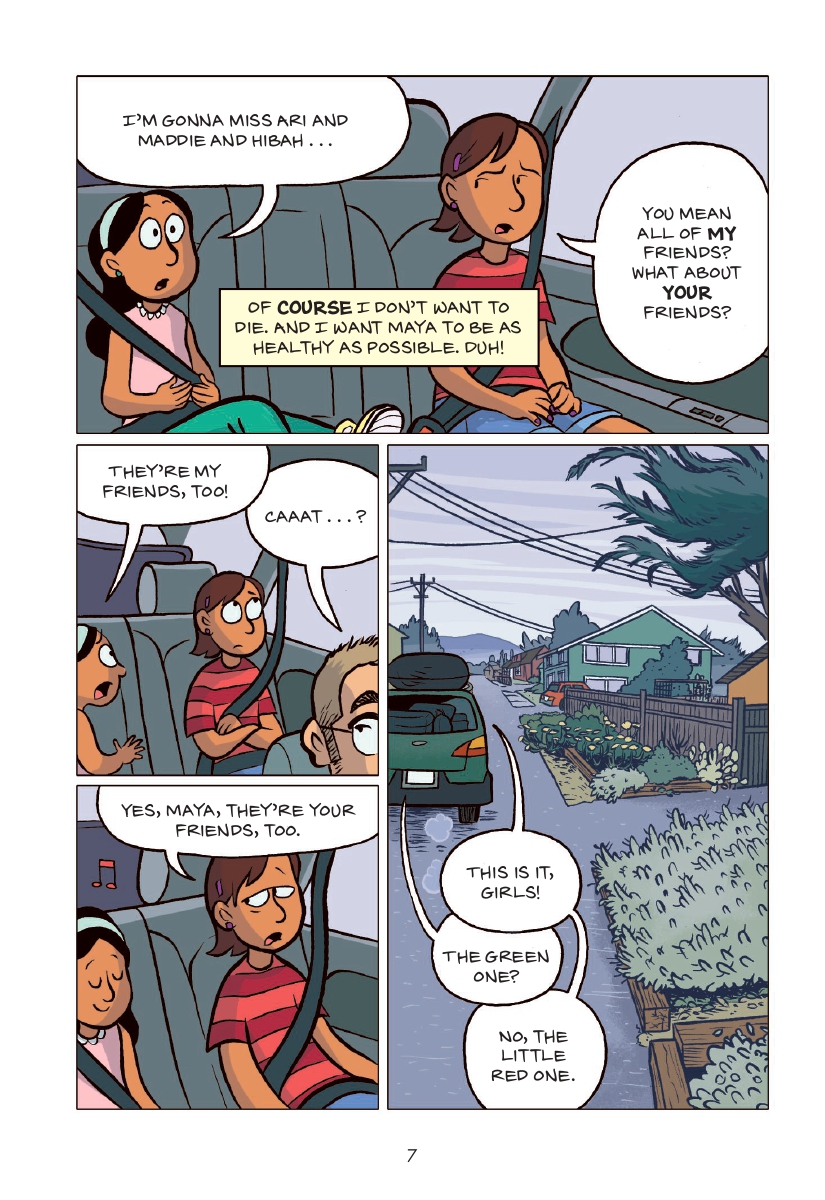 I'M GONNA MISS ARI AND
MADDIE AND HIBAH . . .
YOU MEAN
ALL OF MY
FRIENDS?
WHAT ABOUT
YOUR
FRIENDS?
OF COURSE I DON'T WANT TO
DIE. AND I WANT MAYA TO BE AS
HEALTHY AS POSSIBLE. DUH!
THEY'RE MY
FRIENDS, TOO!
CAAAT . . . ?
YES, MAYA, THEY'RE YOUR
FRIENDS, TOO.
THIS IS IT,
GIRLS!
THE GREEN
ONE?
NO, THE
LITTLE
RED ONE.
7